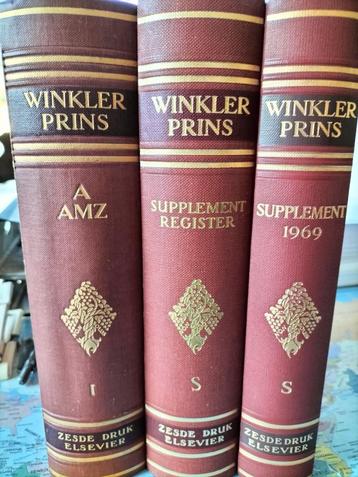 WINKLER
PRINS
A
AMZ
I
ZESDE DRUK
ELSEVIER
WINKLER
PRINS
SUPPLEMENT
REGISTER
S
ZESDE DRUK
ELSEVIER
WINKLER
PRINS
SUPPLEMENT
1969
S
ZESDE DRUK
ELSEVIER